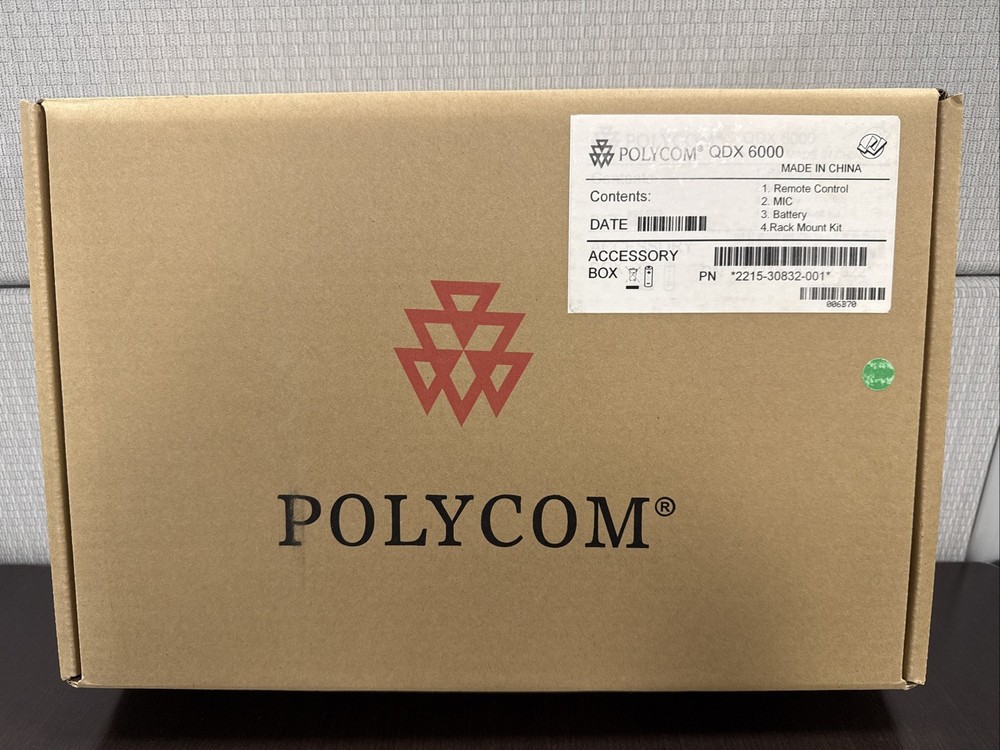 POLYCOM® QDX 6000
MADE IN CHINA
Contents:
1. Remote Control
2. MIC
3. Battery
4.Rack Mount Kit
DATE
ACCESSORY
BOX
PN *2215-30832-001*
006B70
POLYCOM®